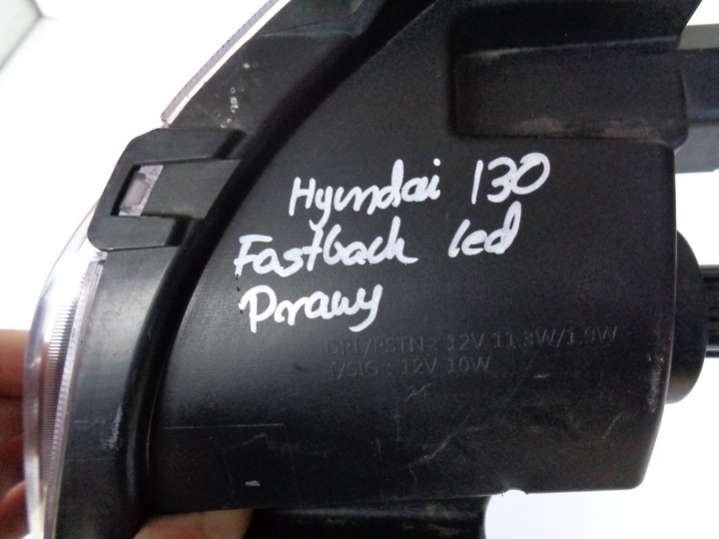 Hyundai I30
Fastback led
Prawy
DRL/PSTN : 12V 11.8W/1.9W
T/SIG : 12V 10W